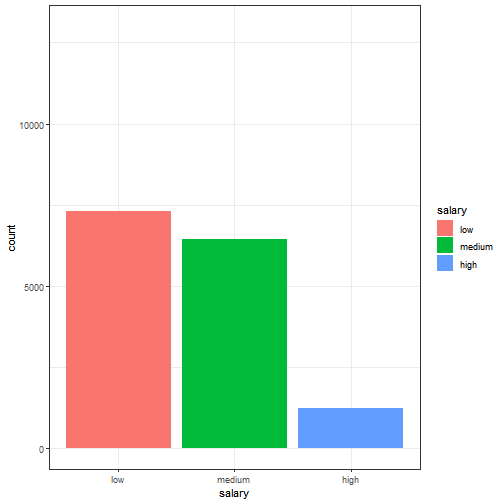 10000
5000
0
count
low
medium
high
salary
salary
low
medium
high